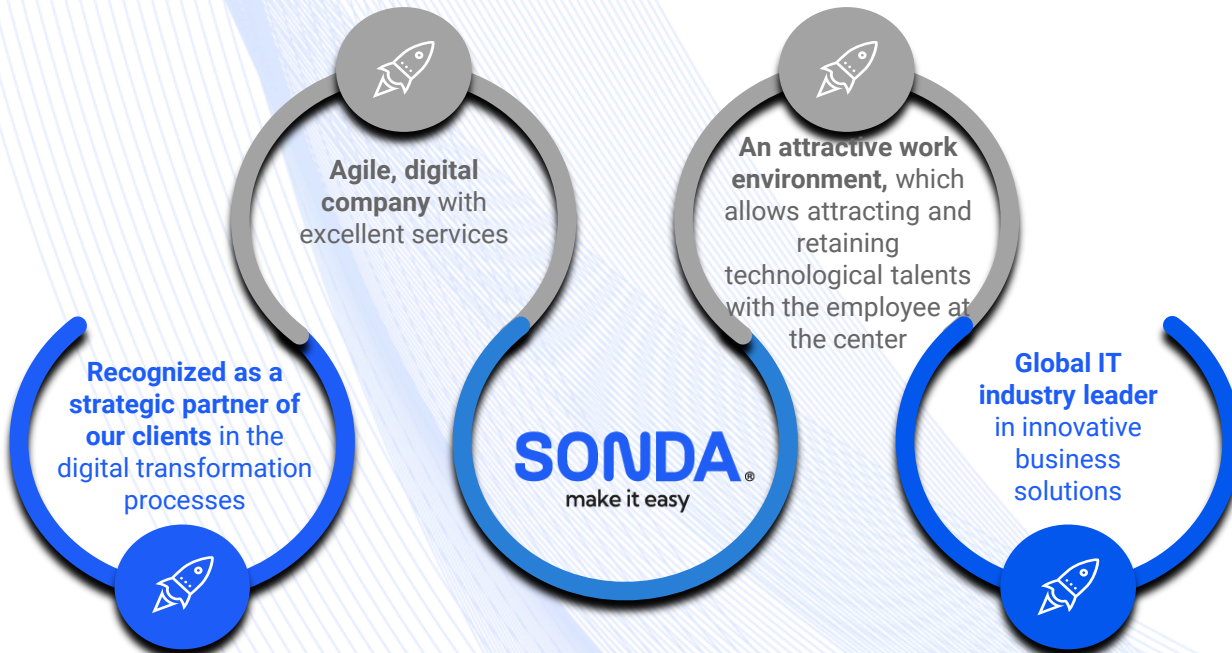 Recognized as a
strategic partner of
our clients in the
digital transformation
processes
Agile, digital
company with
excellent services
SONDA®
make it easy
An attractive work
environment, which
allows attracting and
retaining
technological talents
with the employee at
the center
Global IT
industry leader
in innovative
business
solutions